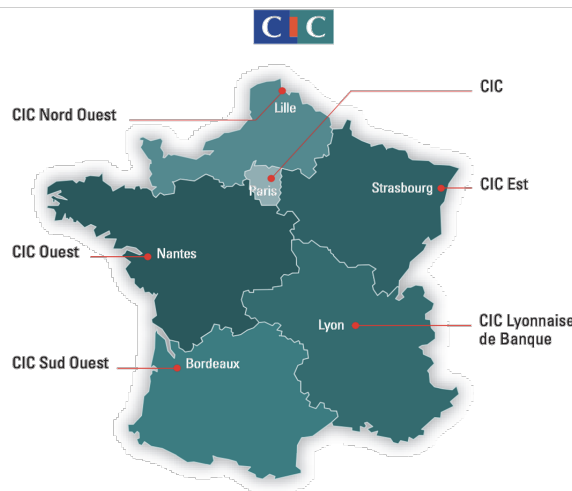 CIC
CIC
CIC Nord Ouest
Lille
Paris
Strasbourg
CIC Est
CIC Ouest
Nantes
Lyon
CIC Lyonnaise
de Banque
CIC Sud Ouest
Bordeaux